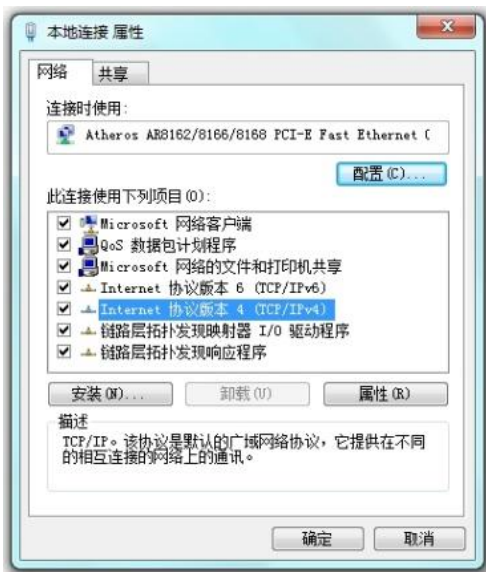 本地连接 属性
网络
共享
连接时使用:
Atheros AR8162/8166/8168 PCI-E Fast Ethernet (
配置(C)...
此连接使用下列项目(O):
Microsoft 网络客户端
QoS 数据包计划程序
Microsoft 网络的文件和打印机共享
Internet 协议版本 6 (TCP/IPv6)
Internet 协议版本 4 (TCP/IPv4)
链路层拓扑发现映射器 I/O 驱动程序
链路层拓扑发现响应程序
安装(N)...
卸载(U)
属性(R)
描述
TCP/IP。该协议是默认的广域网络协议，它提供在不同
的相互连接的网络上的通讯。
确定
取消